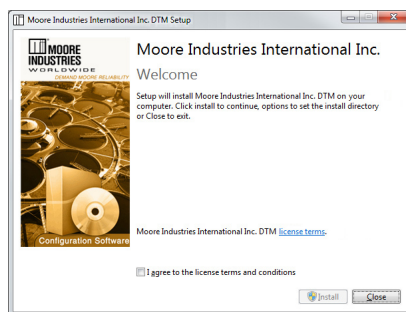 Moore Industries International Inc. DTM Setup
MOORE
INDUSTRIES
WORLDWIDE
DEMAND MOORE RELIABILITY
Configuration Software
Moore Industries International Inc.
Welcome
Setup will install Moore Industries International Inc. DTM on your
computer. Click install to continue, options to set the install directory
or Close to exit.
Moore Industries International Inc. DTM license terms.
I agree to the license terms and conditions
Install
Close